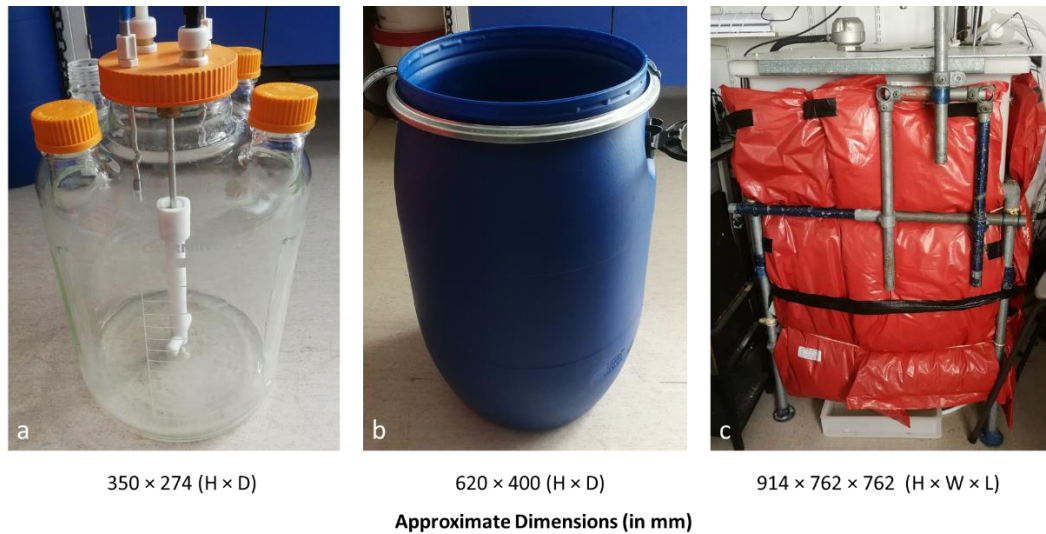 a
b
c
350 × 274 (H × D)
620 × 400 (H × D)
914 × 762 × 762 (H × W × L)
Approximate Dimensions (in mm)